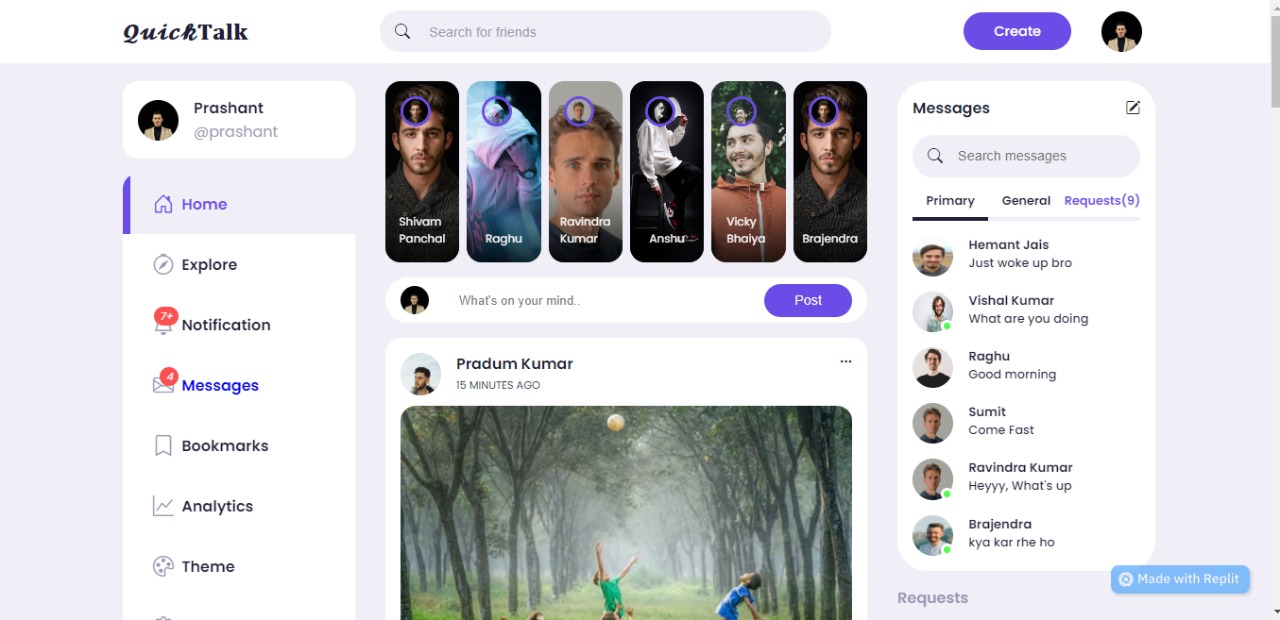 QuickTalk
Search for friends
Create
Prashant
@prashant
Home
Explore
7+
Notification
4
Messages
Bookmarks
Analytics
Theme
Shivam
Panchal
Raghu
Ravindra
Kumar
Anshu
Vicky
Bhaiya
Brajendra
What's on your mind..
Post
Pradum Kumar
15 MINUTES AGO
Messages
Search messages
Primary
General
Requests(9)
Hemant Jais
Just woke up bro
Vishal Kumar
What are you doing
Raghu
Good morning
Sumit
Come Fast
Ravindra Kumar
Heyyy, What's up
Brajendra
kya kar rhe ho
Made with Replit
Requests